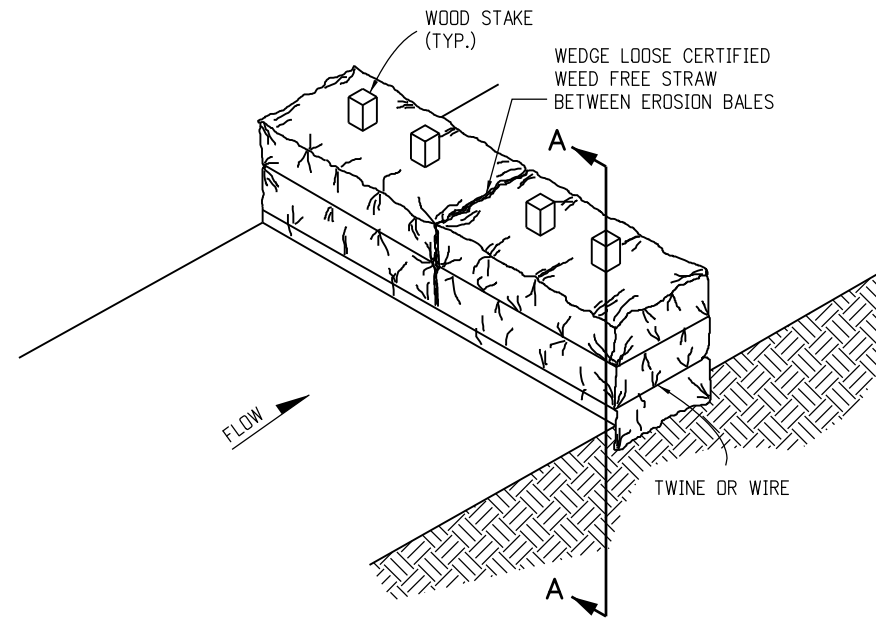 WOOD STAKE
(TYP.)
WEDGE LOOSE CERTIFIED
WEED FREE STRAW
BETWEEN EROSION BALES
A
FLOW
TWINE OR WIRE
A